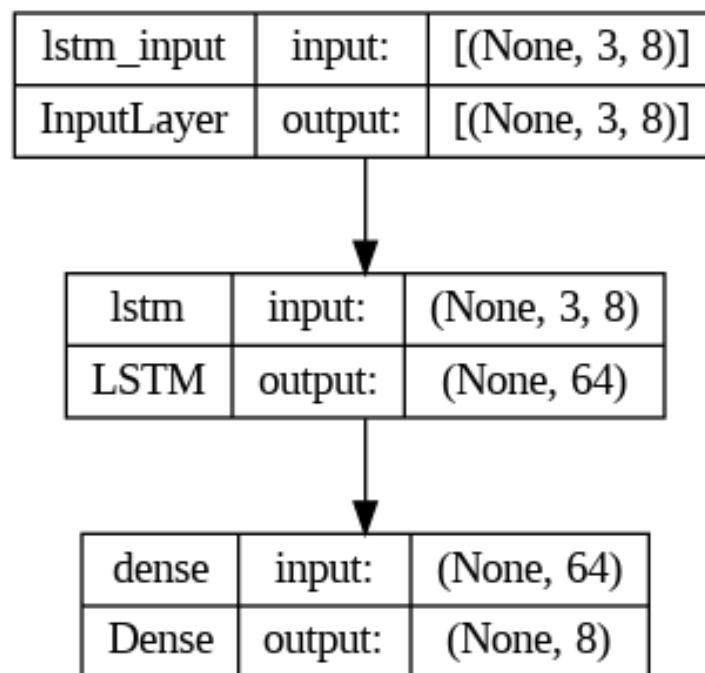 lstm_input input: [(None, 3, 8)]
InputLayer output: [(None, 3, 8)]
lstm input: (None, 3, 8)
LSTM output: (None, 64)
dense input: (None, 64)
Dense output: (None, 8)